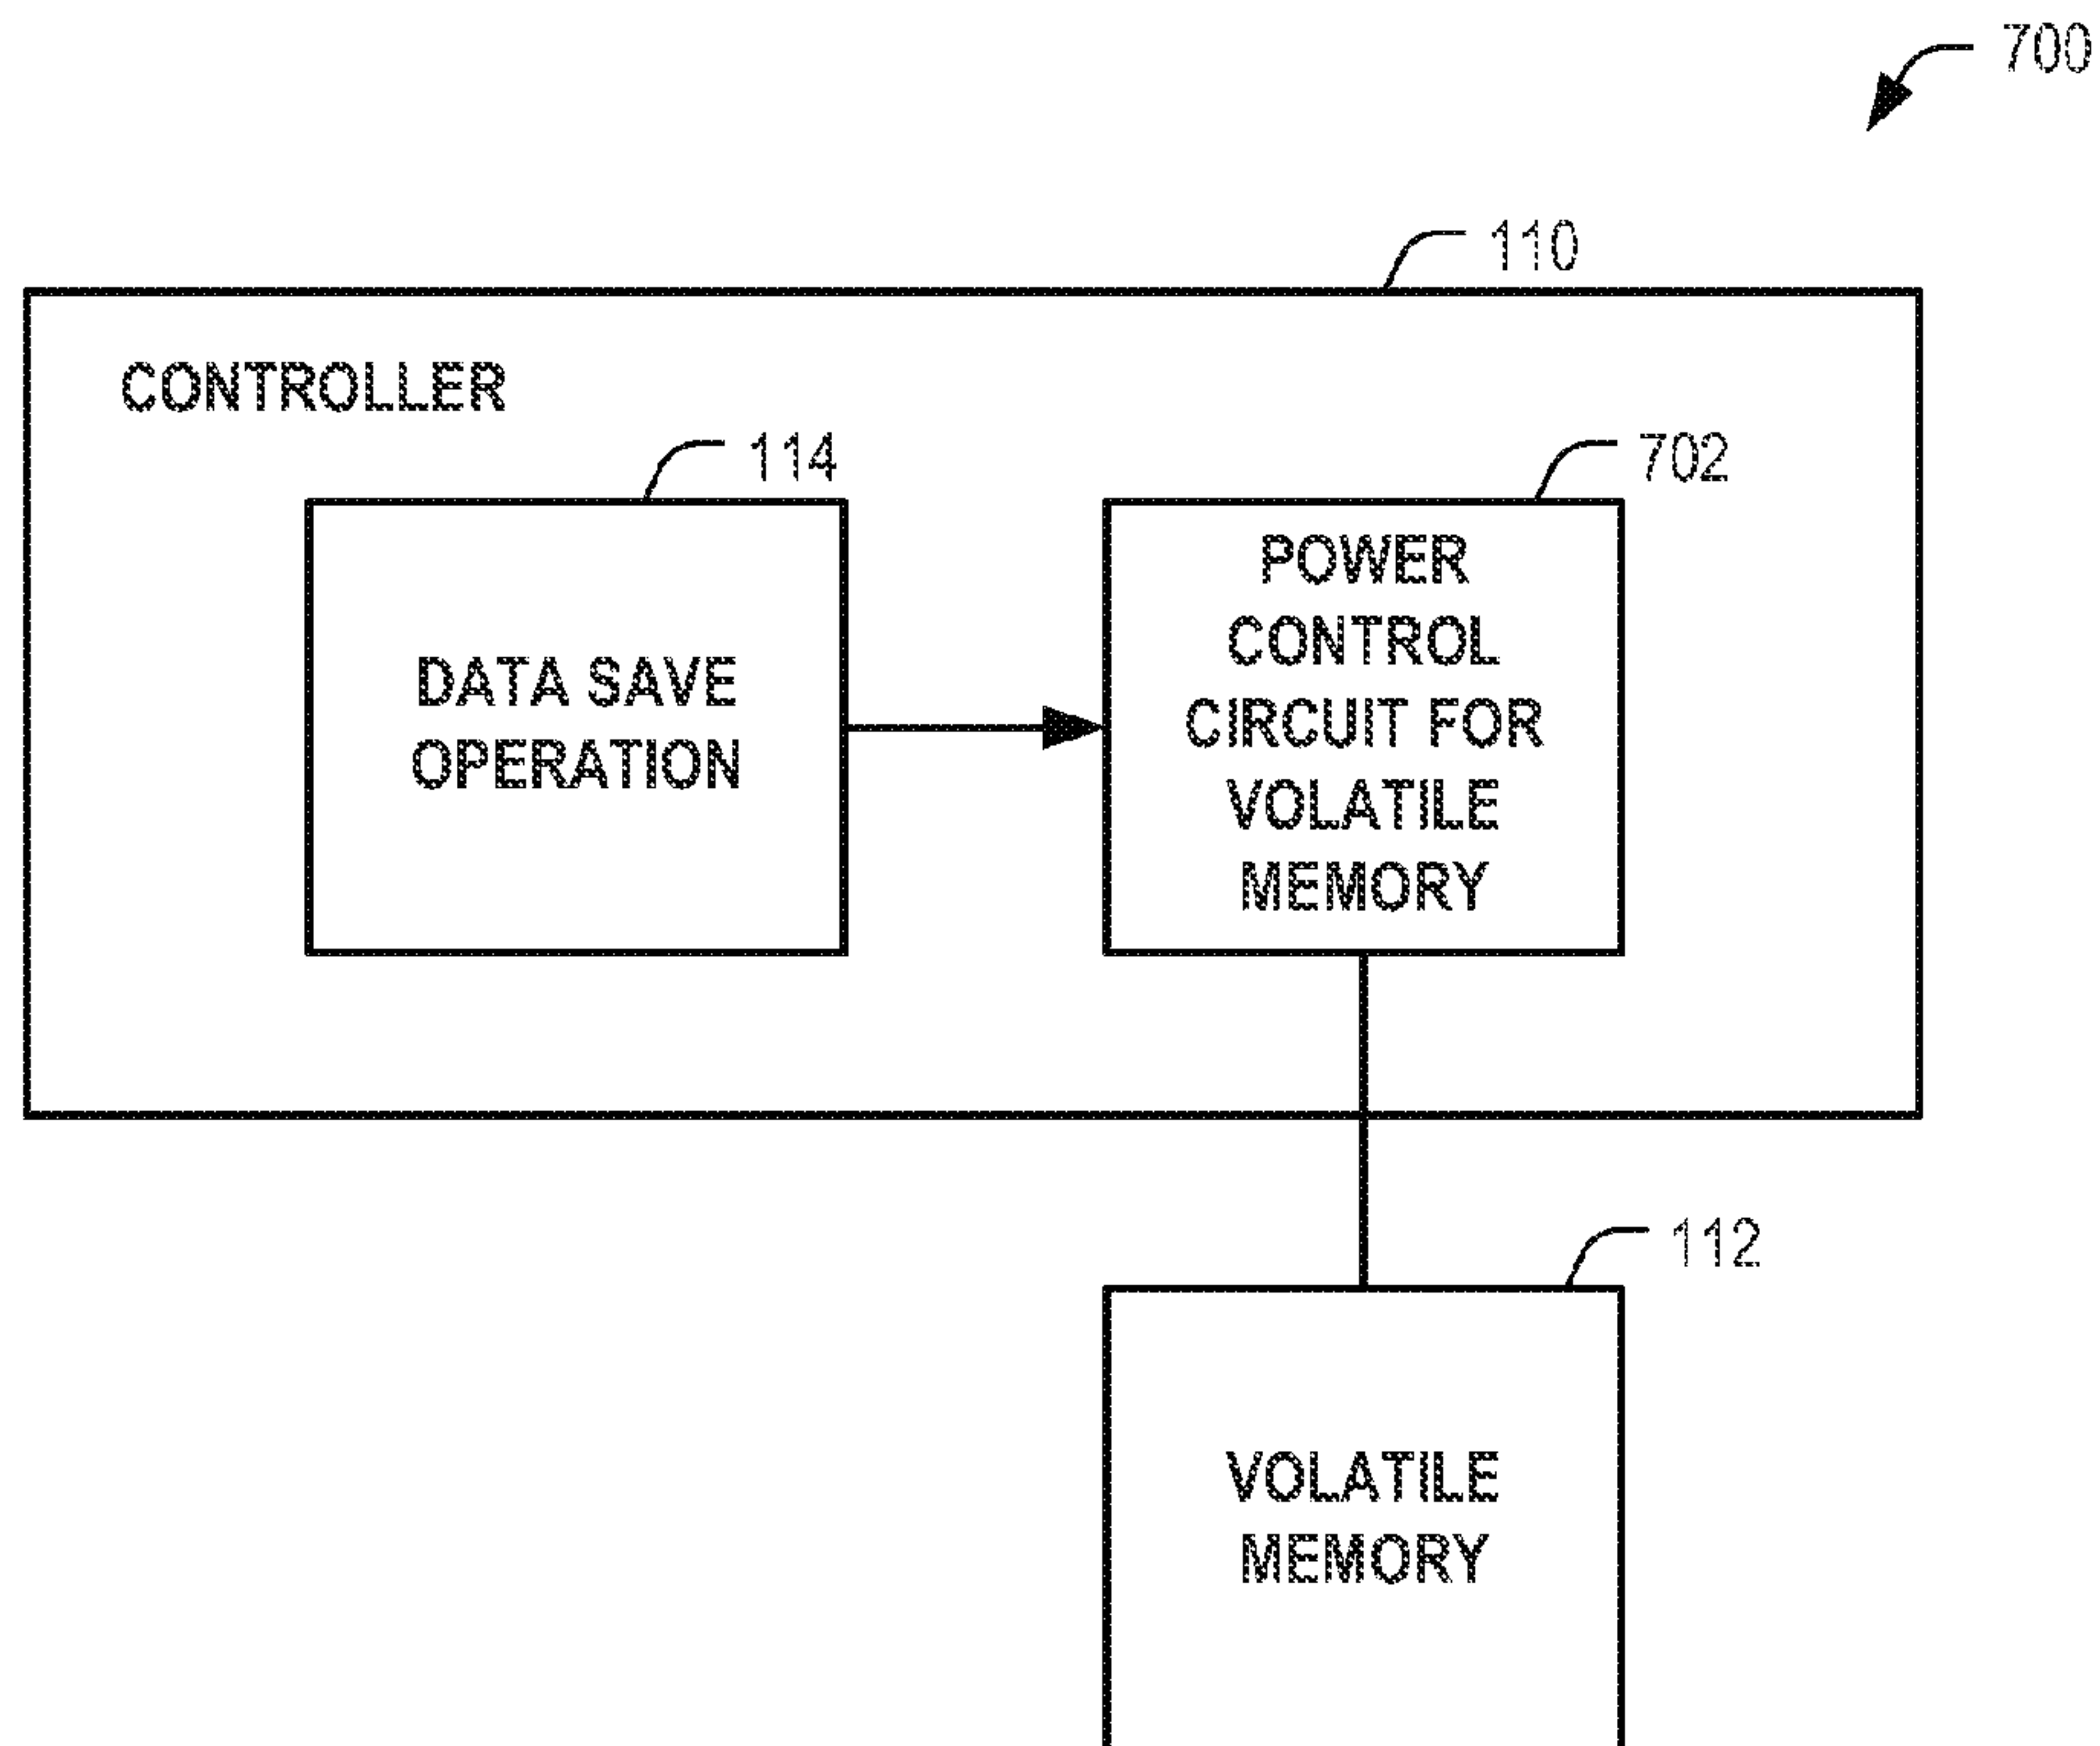 700
110
CONTROLLER
114
702
DATA SAVE
OPERATION
POWER
CONTROL
CIRCUIT FOR
VOLATILE
MEMORY
112
VOLATILE
MEMORY